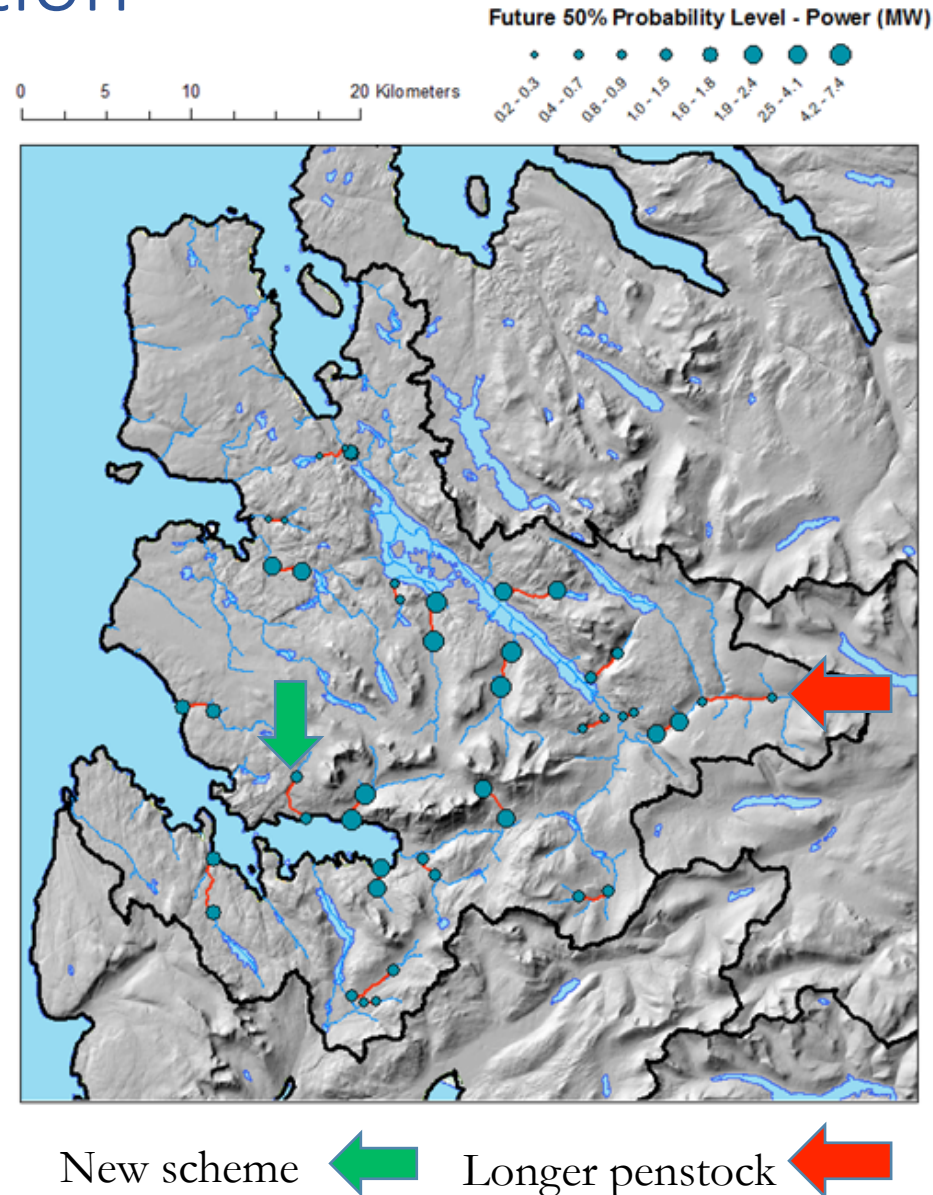 Future 50% Probability Level - Power (MW)
0.2 - 0.3
0.4 - 0.7
0.8 - 0.9
1.0 - 1.5
1.6 - 1.8
1.9 - 2.4
2.5 - 4.1
4.2 - 7.4
0 5 10 20 Kilometers
New scheme Longer penstock